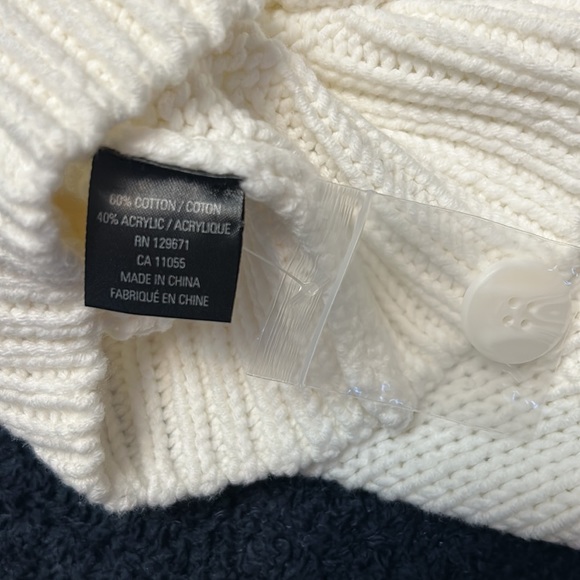 60% COTTON / COTON
40% ACRYLIC / ACRYLIQUE
RN 129671
CA 11055
MADE IN CHINA
FABRIQUÉ EN CHINE